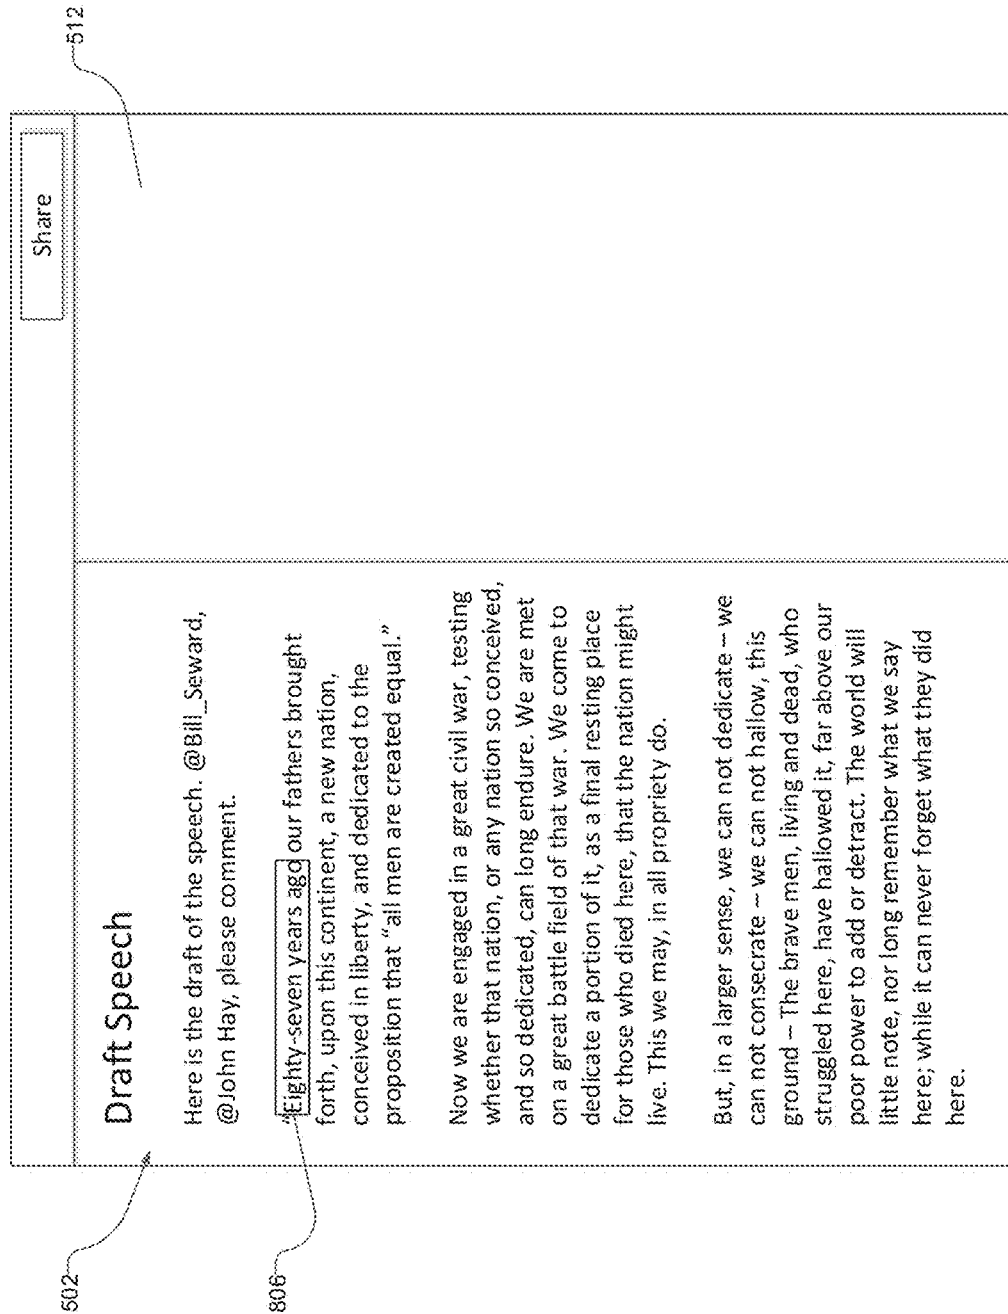 Share
512
502
Draft Speech
Here is the draft of the speech. @Bill_Seward,
@John Hay, please comment.
806
"Eighty-seven years ago our fathers brought
forth, upon this continent, a new nation,
conceived in liberty, and dedicated to the
proposition that "all men are created equal."
Now we are engaged in a great civil war, testing
whether that nation, or any nation so conceived,
and so dedicated, can long endure. We are met
on a great battle field of that war. We come to
dedicate a portion of it, as a final resting place
for those who died here, that the nation might
live. This we may, in all propriety do.
But, in a larger sense, we can not dedicate – we
can not consecrate – we can not hallow, this
ground – The brave men, living and dead, who
struggled here, have hallowed it, far above our
poor power to add or detract. The world will
little note, nor long remember what we say
here; while it can never forget what they did
here.